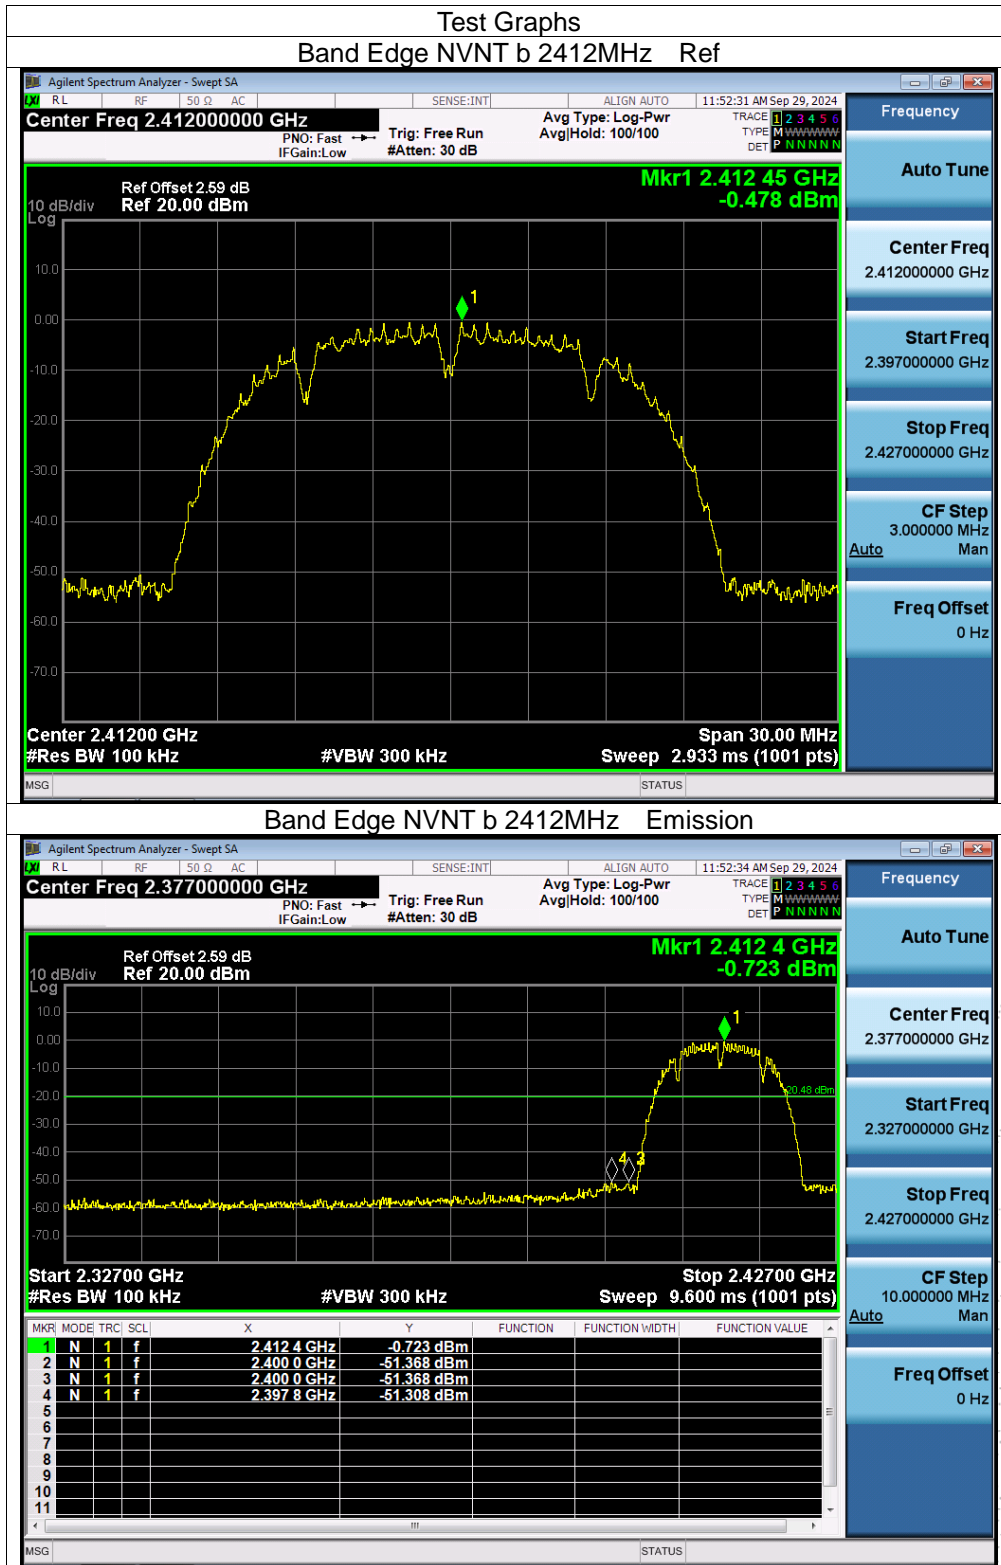 Test Graphs
Band Edge NVNT b 2412MHz Ref
Agilent Spectrum Analyzer - Swept SA
LXI RL RF 50 Ω AC SENSE:INT ALIGN AUTO 11:52:31 AM Sep 29, 2024
Center Freq 2.412000000 GHz
PNO: Fast
IFGain:Low
Trig: Free Run
#Atten: 30 dB
Avg Type: Log-Pwr
Avg|Hold: 100/100
TRACE 1 2 3 4 5 6
TYPE M WWWWW
DET P N N N N N
Ref Offset 2.59 dB
10 dB/div Ref 20.00 dBm
Log
Mkr1 2.412 45 GHz
-0.478 dBm
10.0
0.00
-10.0
-20.0
-30.0
-40.0
-50.0
-60.0
-70.0
1
Center 2.41200 GHz Span 30.00 MHz
#Res BW 100 kHz #VBW 300 kHz Sweep 2.933 ms (1001 pts)
MSG STATUS
Frequency
Auto Tune
Center Freq
2.412000000 GHz
Start Freq
2.397000000 GHz
Stop Freq
2.427000000 GHz
CF Step
3.000000 MHz
Auto Man
Freq Offset
0 Hz
Band Edge NVNT b 2412MHz Emission
Agilent Spectrum Analyzer - Swept SA
LXI RL RF 50 Ω AC SENSE:INT ALIGN AUTO 11:52:34 AM Sep 29, 2024
Center Freq 2.377000000 GHz
PNO: Fast
IFGain:Low
Trig: Free Run
#Atten: 30 dB
Avg Type: Log-Pwr
Avg|Hold: 100/100
TRACE 1 2 3 4 5 6
TYPE M WWWWW
DET P N N N N N
Ref Offset 2.59 dB
10 dB/div Ref 20.00 dBm
Log
Mkr1 2.412 4 GHz
-0.723 dBm
10.0
0.00
-10.0
-20.0
-30.0
-40.0
-50.0
-60.0
-70.0
1
-20.48 dBm
4 3
Start 2.32700 GHz Stop 2.42700 GHz
#Res BW 100 kHz #VBW 300 kHz Sweep 9.600 ms (1001 pts)
MKR MODE TRC SCL X Y FUNCTION FUNCTION WIDTH FUNCTION VALUE
1 N 1 f 2.412 4 GHz -0.723 dBm
2 N 1 f 2.400 0 GHz -51.368 dBm
3 N 1 f 2.400 0 GHz -51.368 dBm
4 N 1 f 2.397 8 GHz -51.308 dBm
5
6
7
8
9
10
11
MSG STATUS
Frequency
Auto Tune
Center Freq
2.377000000 GHz
Start Freq
2.327000000 GHz
Stop Freq
2.427000000 GHz
CF Step
10.000000 MHz
Auto Man
Freq Offset
0 Hz